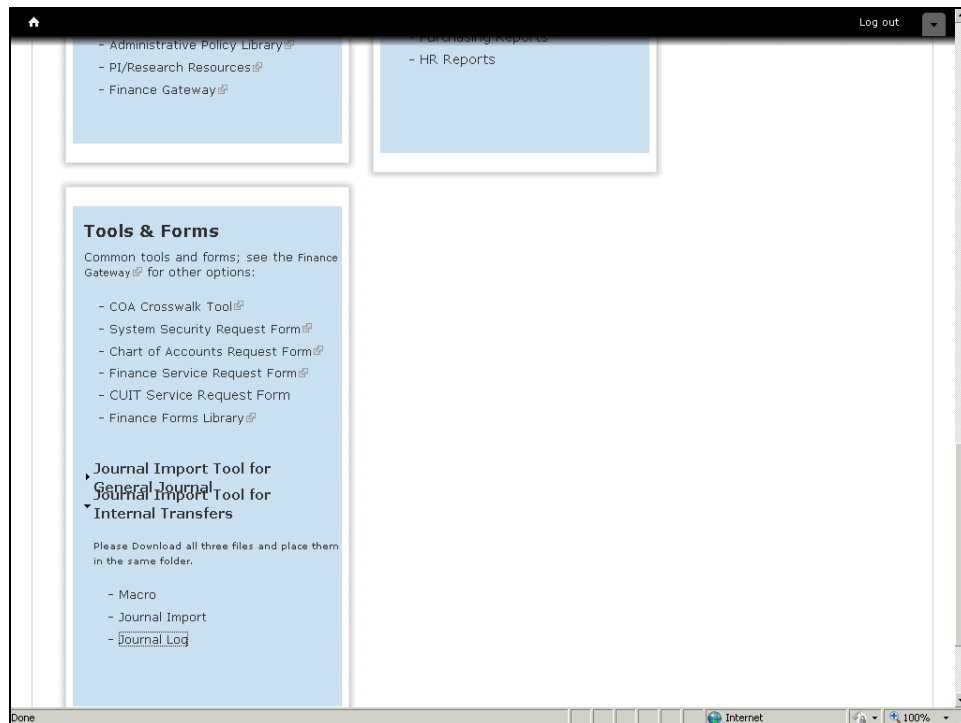 Log out
- Administrative Policy Library
- PI/Research Resources
- Finance Gateway
- Purchasing Reports
- HR Reports
Tools & Forms
Common tools and forms; see the Finance
Gateway for other options:
- COA Crosswalk Tool
- System Security Request Form
- Chart of Accounts Request Form
- Finance Service Request Form
- CUIT Service Request Form
- Finance Forms Library
Journal Import Tool for
General Journal
Journal Import Tool for
Internal Transfers
Please Download all three files and place them
in the same folder.
- Macro
- Journal Import
- Journal Log
Done
Internet
100%